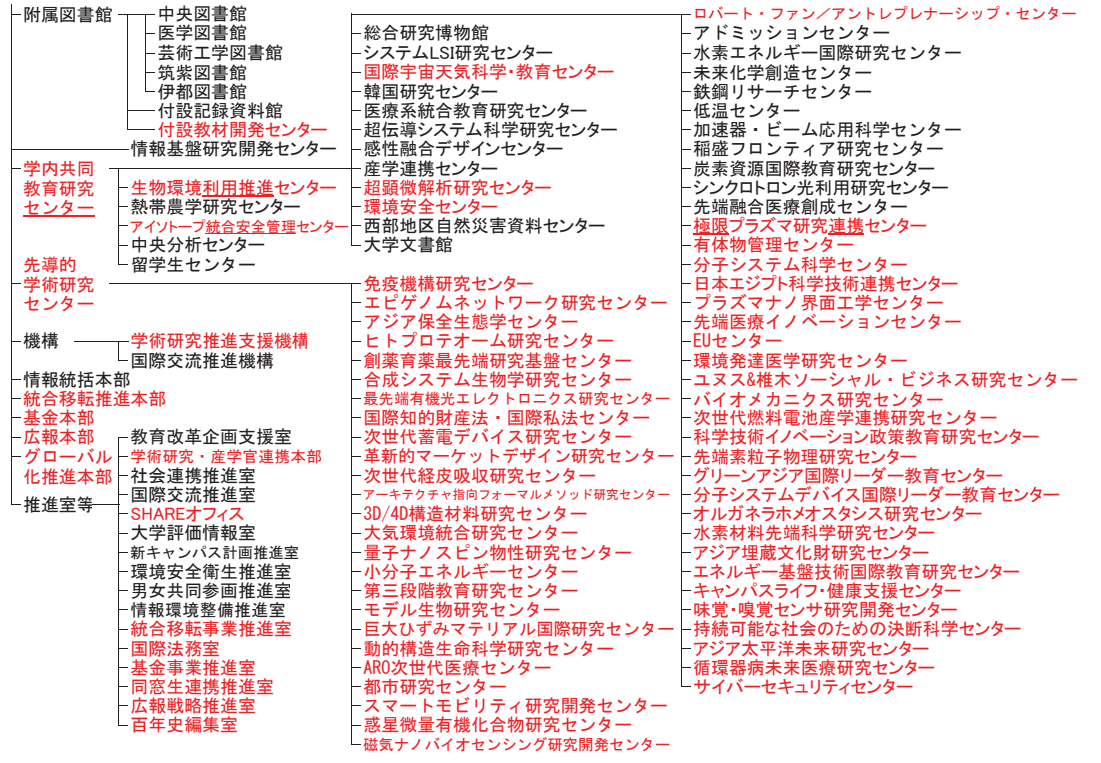 附属図書館
中央図書館
医学図書館
芸術工学図書館
筑紫図書館
伊都図書館
付設記録資料館
付設教材開発センター
情報基盤研究開発センター
学内共同
教育研究
センター
生物環境利用推進センター
熱帯農学研究センター
アイソトープ統合安全管理センター
中央分析センター
留学生センター
先導的
学術研究
センター
機構
学術研究推進支援機構
国際交流推進機構
情報統括本部
統合移転推進本部
基金本部
広報本部
グローバル
化推進本部
推進室等
教育改革企画支援室
学術研究・産学官連携本部
社会連携推進室
国際交流推進室
SHAREオフィス
大学評価情報室
新キャンパス計画推進室
環境安全衛生推進室
男女共同参画推進室
情報環境整備推進室
統合移転事業推進室
国際法務室
基金事業推進室
同窓生連携推進室
広報戦略推進室
百年史編集室
総合研究博物館
システムLSI研究センター
国際宇宙天気科学・教育センター
韓国研究センター
医療系統合教育研究センター
超伝導システム科学研究センター
感性融合デザインセンター
産学連携センター
超顕微解析研究センター
環境安全センター
西部地区自然災害資料センター
大学文書館
免疫機構研究センター
エピゲノムネットワーク研究センター
アジア保全生態学センター
ヒトプロテオーム研究センター
創薬育薬最先端研究基盤センター
合成システム生物学研究センター
最先端有機光エレクトロニクス研究センター
国際知的財産法・国際私法センター
次世代蓄電デバイス研究センター
革新的マーケットデザイン研究センター
次世代経皮吸収研究センター
アーキテクチャ指向フォーマルメソッド研究センター
3D/4D構造材料研究センター
大気環境統合研究センター
量子ナノスピン物性研究センター
小分子エネルギーセンター
第三段階教育研究センター
モデル生物研究センター
巨大ひずみマテリアル国際研究センター
動的構造生命科学研究センター
ARO次世代医療センター
都市研究センター
スマートモビリティ研究開発センター
惑星微量有機化合物研究センター
磁気ナノバイオセンシング研究開発センター
ロバート・ファン／アントレプレナーシップ・センター
アドミッションセンター
水素エネルギー国際研究センター
未来化学創造センター
鉄鋼リサーチセンター
低温センター
加速器・ビーム応用科学センター
稲盛フロンティア研究センター
炭素資源国際教育研究センター
シンクロトロン光利用研究センター
先端融合医療創成センター
極限プラズマ研究連携センター
有体物管理センター
分子システム科学センター
日本エジプト科学技術連携センター
プラズマナノ界面工学センター
先端医療イノベーションセンター
EUセンター
環境発達医学研究センター
ユヌス&椎木ソーシャル・ビジネス研究センター
バイオメカニクス研究センター
次世代燃料電池産学連携研究センター
科学技術イノベーション政策教育研究センター
先端素粒子物理研究センター
グリーンアジア国際リーダー教育センター
分子システムデバイス国際リーダー教育センター
オルガネラホメオスタシス研究センター
水素材料先端科学研究センター
アジア埋蔵文化財研究センター
エネルギー基盤技術国際教育研究センター
キャンパスライフ・健康支援センター
味覚・嗅覚センサ研究開発センター
持続可能な社会のための決断科学センター
アジア太平洋未来研究センター
循環器病未来医療研究センター
サイバーセキュリティセンター